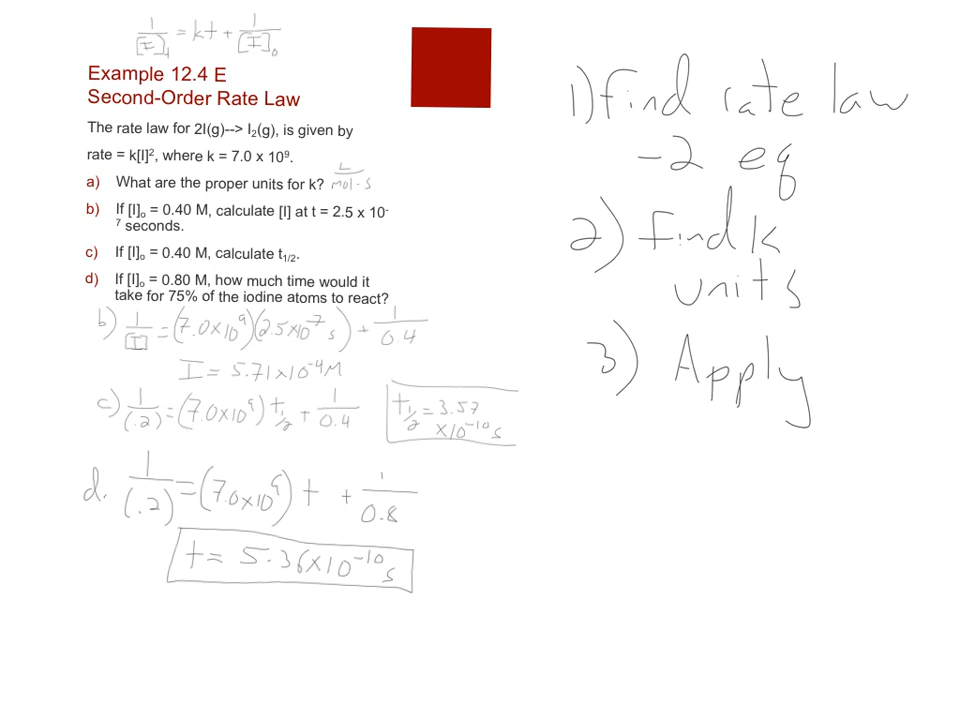 1/[I]t = kt + 1/[I]o
Example 12.4 E
Second-Order Rate Law
The rate law for 2I(g)--> I₂(g), is given by
rate = k[I]², where k = 7.0 x 10⁹.
a) What are the proper units for k? L/mol-s
b) If [I]ₒ = 0.40 M, calculate [I] at t = 2.5 x 10⁻
⁷ seconds.
c) If [I]ₒ = 0.40 M, calculate t1/2.
d) If [I]ₒ = 0.80 M, how much time would it
take for 75% of the iodine atoms to react?
b) 1/[I] = (7.0x10⁹)(2.5x10⁻⁷ s) + 1/0.4
I = 5.71x10⁻⁴M
c) 1/(.2) = (7.0x10⁹) t1/2 + 1/0.4
t1/2 = 3.57
x10⁻¹⁰ s
d. 1/(.2) = (7.0x10⁹) t + 1/0.8
t = 5.36x10⁻¹⁰ s
1) find rate law
-2 eq
2) find k
units
3) Apply